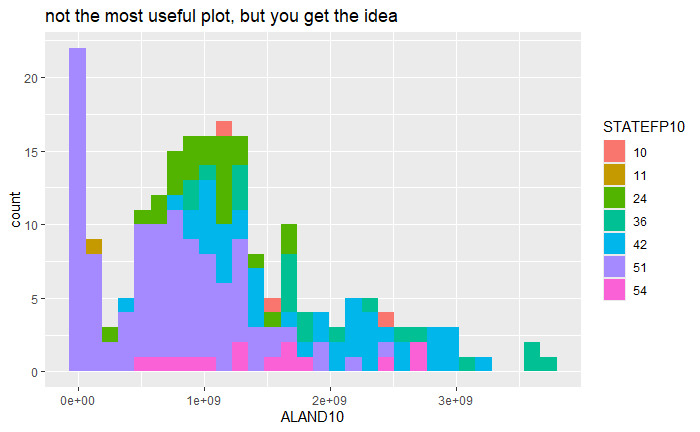 not the most useful plot, but you get the idea
20
15
10
5
0
count
0e+00 1e+09 2e+09 3e+09
ALAND10
STATEFP10
10
11
24
36
42
51
54